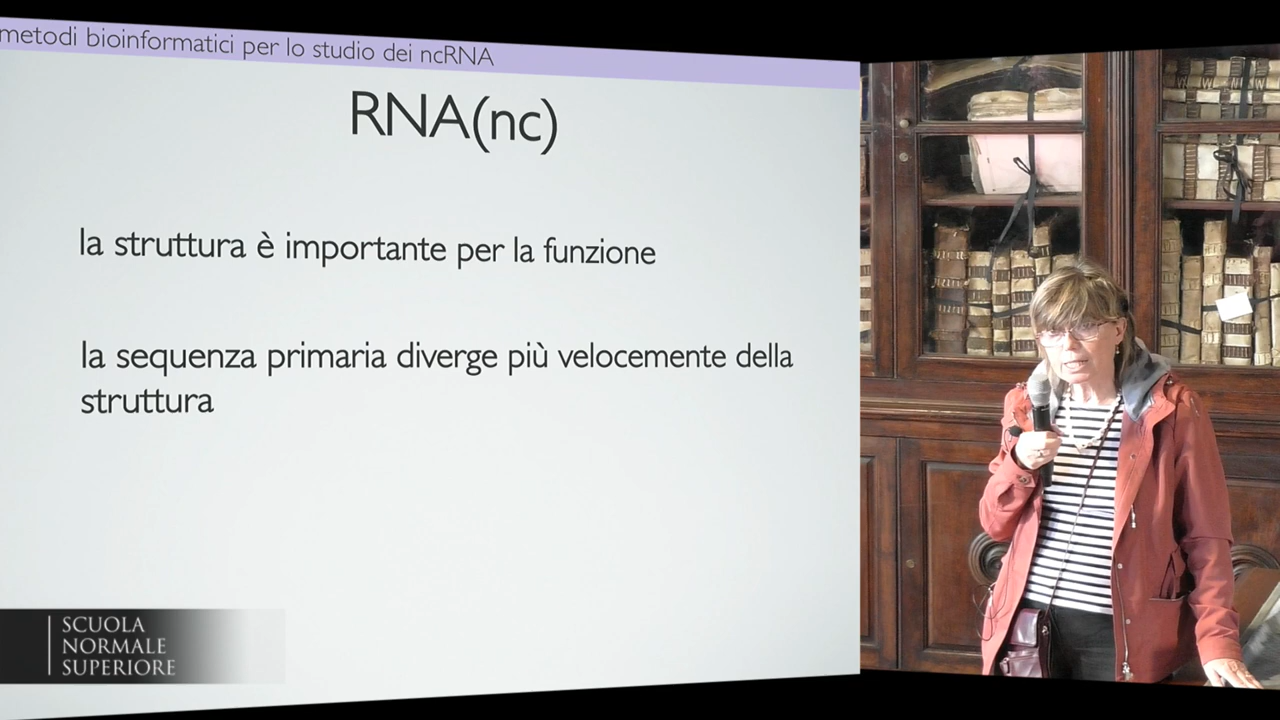 metodi bioinformatici per lo studio dei ncRNA
RNA(nc)
la struttura è importante per la funzione
la sequenza primaria diverge più velocemente della
struttura
SCUOLA
NORMALE
SUPERIORE